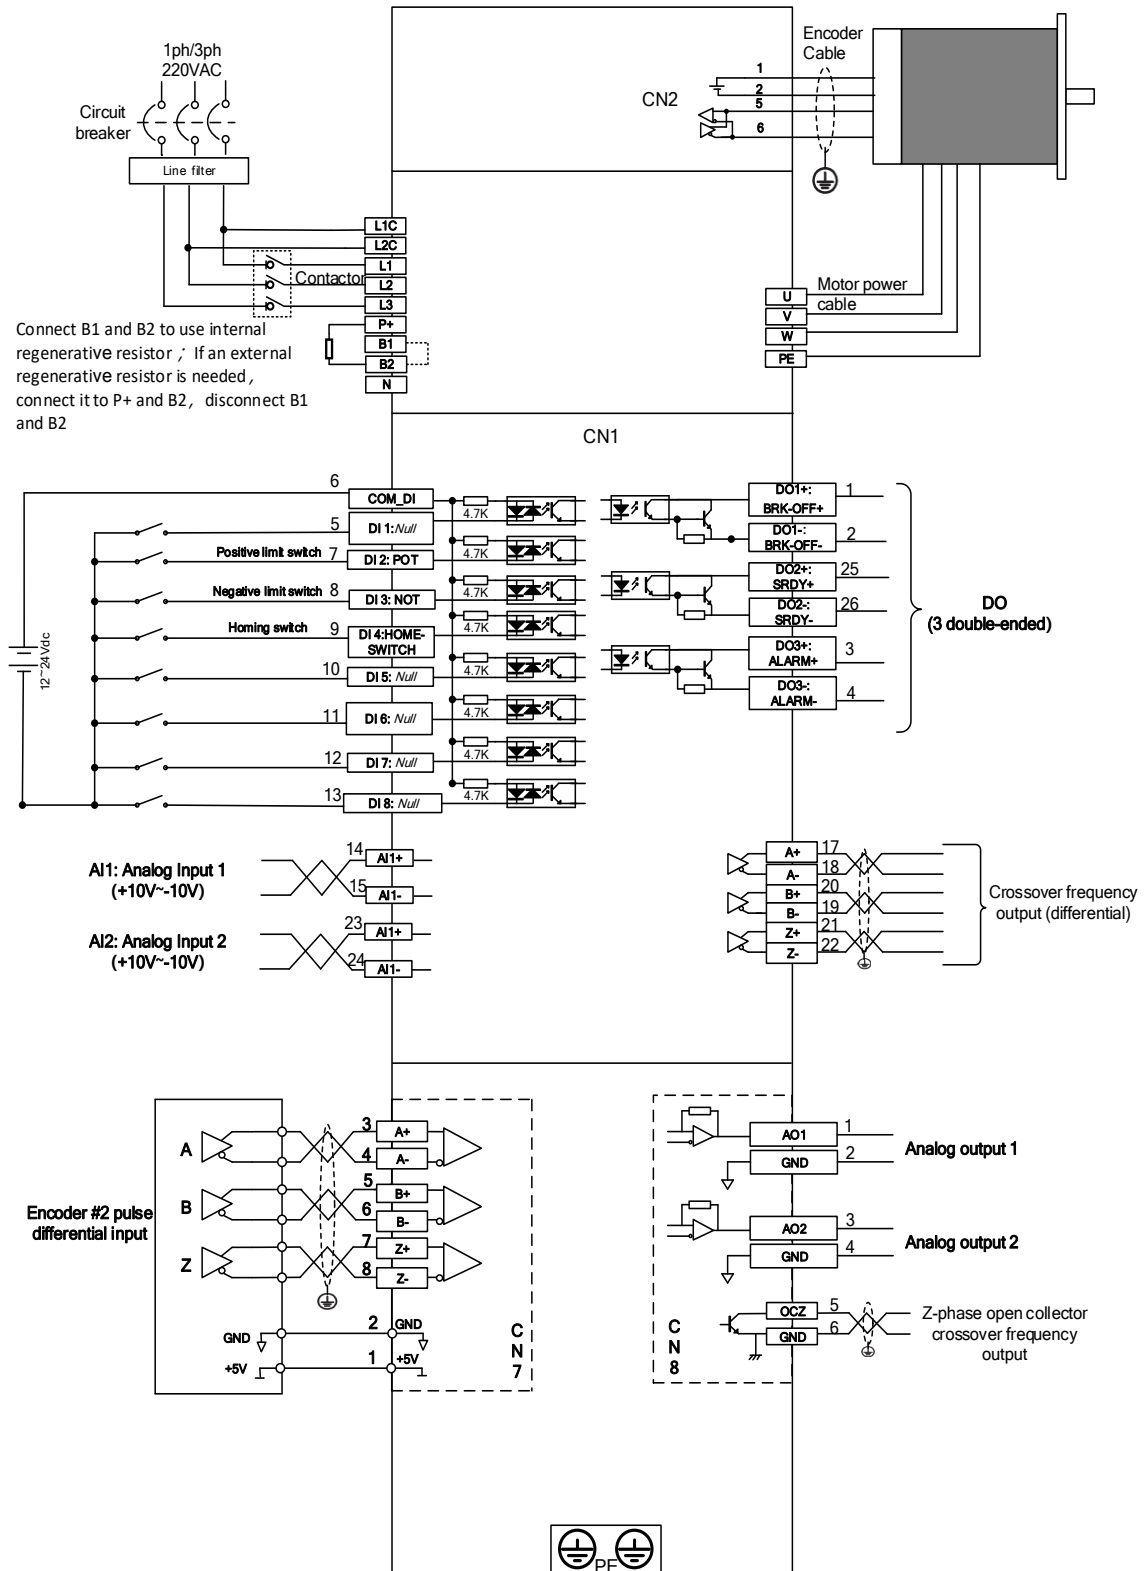 1ph/3ph
220VAC
Circuit
breaker
Line filter
Encoder
Cable
CN2
1
2
5
6
L1C
L2C
L1
L2
L3
P+
B1
B2
N
Contactor
Connect B1 and B2 to use internal
regenerative resistor ; If an external
regenerative resistor is needed ,
connect it to P+ and B2, disconnect B1
and B2
U
V
W
PE
Motor power
cable
CN1
12~24Vdc
6
COM_DI
4.7K
5
DI 1:Null
4.7K
Positive limit switch
7
DI 2: POT
4.7K
Negative limit switch
8
DI 3: NOT
4.7K
Homing switch
9
DI 4:HOME-
SWITCH
4.7K
10
DI 5: Null
4.7K
11
DI 6: Null
4.7K
12
DI 7: Null
4.7K
13
DI 8: Null
DO1+:
BRK-OFF+
1
DO1-:
BRK-OFF-
2
DO2+:
SRDY+
25
DO2-:
SRDY-
26
DO3+:
ALARM+
3
DO3-:
ALARM-
4
DO
(3 double-ended)
AI1: Analog Input 1
(+10V~-10V)
14
AI1+
15
AI1-
AI2: Analog Input 2
(+10V~-10V)
23
AI1+
24
AI1-
A+
17
A-
18
B+
20
B-
19
Z+
21
Z-
22
Crossover frequency
output (differential)
Encoder #2 pulse
differential input
A
B
Z
GND
+5V
3
A+
4
A-
5
B+
6
B-
7
Z+
8
Z-
2
GND
1
+5V
C
N
7
C
N
8
AO1
1
GND
2
Analog output 1
AO2
3
GND
4
Analog output 2
OCZ
5
GND
6
Z-phase open collector
crossover frequency
output
PE